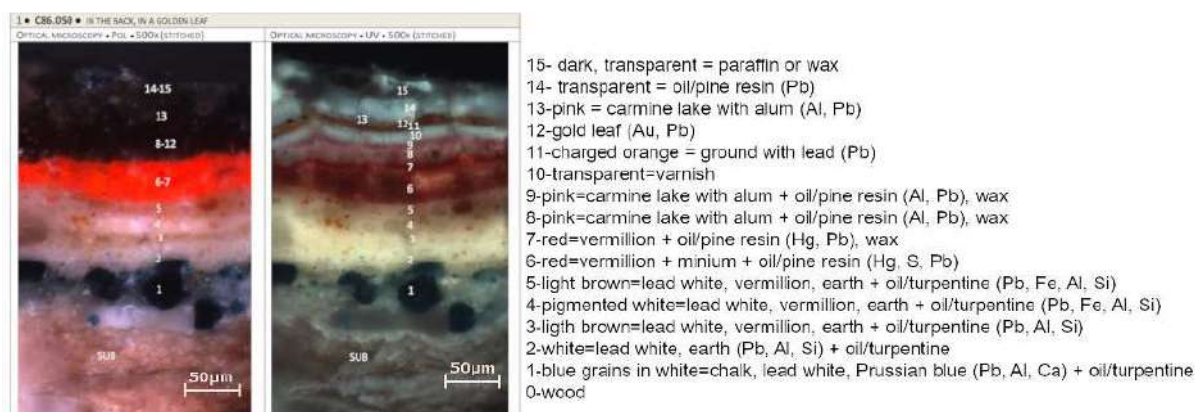 1 • C86.050 • IN THE BACK, IN A GOLDEN LEAF
OPTICAL MICROSCOPY • POL • 500X (STITCHED)
OPTICAL MICROSCOPY • UV • 500X (STITCHED)
14-15
13
8-12
6-7
5
4
3
2
1
SUB
50µm
15
14
13
12
11
10
9
8
7
6
5
4
3
2
1
SUB
50µm
15- dark, transparent = paraffin or wax
14- transparent = oil/pine resin (Pb)
13-pink = carmine lake with alum (Al, Pb)
12-gold leaf (Au, Pb)
11-charged orange = ground with lead (Pb)
10-transparent=varnish
9-pink=carmine lake with alum + oil/pine resin (Al, Pb), wax
8-pink=carmine lake with alum + oil/pine resin (Al, Pb), wax
7-red=vermillion + oil/pine resin (Hg, Pb), wax
6-red=vermillion + minium + oil/pine resin (Hg, S, Pb)
5-light brown=lead white, vermillion, earth + oil/turpentine (Pb, Fe, Al, Si)
4-pigmented white=lead white, vermillion, earth + oil/turpentine (Pb, Fe, Al, Si)
3-ligth brown=lead white, vermillion, earth + oil/turpentine (Pb, Al, Si)
2-white=lead white, earth (Pb, Al, Si) + oil/turpentine
1-blue grains in white=chalk, lead white, Prussian blue (Pb, Al, Ca) + oil/turpentine
0-wood